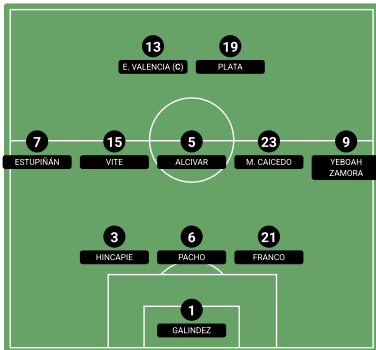 13 19
E. VALENCIA (C) PLATA
7 15 5 23 9
ESTUPIÑÁN VITE ALCIVAR M. CAICEDO YEBOAH
ZAMORA
3 6 21
HINCAPIE PACHO FRANCO
1
GALINDEZ